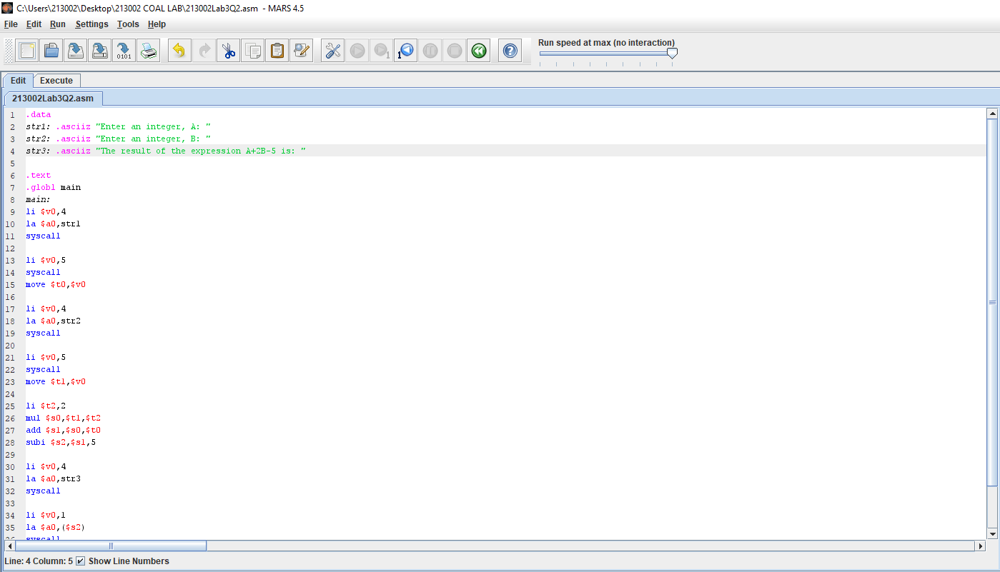 C:\Users\213002\Desktop\213002 COAL LAB\213002Lab3Q2.asm - MARS 4.5
File Edit Run Settings Tools Help
Run speed at max (no interaction)
Edit Execute
213002Lab3Q2.asm
1 .data
2 str1: .asciiz "Enter an integer, A: "
3 str2: .asciiz "Enter an integer, B: "
4 str3: .asciiz "The result of the expression A+2B-5 is: "
5
6 .text
7 .globl main
8 main:
9 li $v0,4
10 la $a0,str1
11 syscall
12
13 li $v0,5
14 syscall
15 move $t0,$v0
16
17 li $v0,4
18 la $a0,str2
19 syscall
20
21 li $v0,5
22 syscall
23 move $t1,$v0
24
25 li $t2,2
26 mul $s0,$t1,$t2
27 add $s1,$s0,$t0
28 subi $s2,$s1,5
29
30 li $v0,4
31 la $a0,str3
32 syscall
33
34 li $v0,1
35 la $a0,($s2)
36 syscall
Line: 4 Column: 5 Show Line Numbers